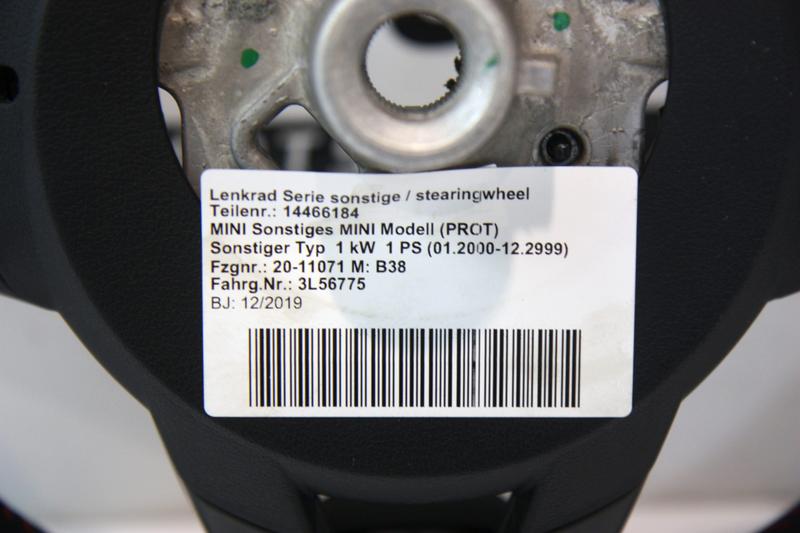 Lenkrad Serie sonstige / stearingwheel
Teilenr.: 14466184
MINI Sonstiges MINI Modell (PROT)
Sonstiger Typ 1 kW 1 PS (01.2000-12.2999)
Fzgnr.: 20-11071 M: B38
Fahrg.Nr.: 3L56775
BJ: 12/2019